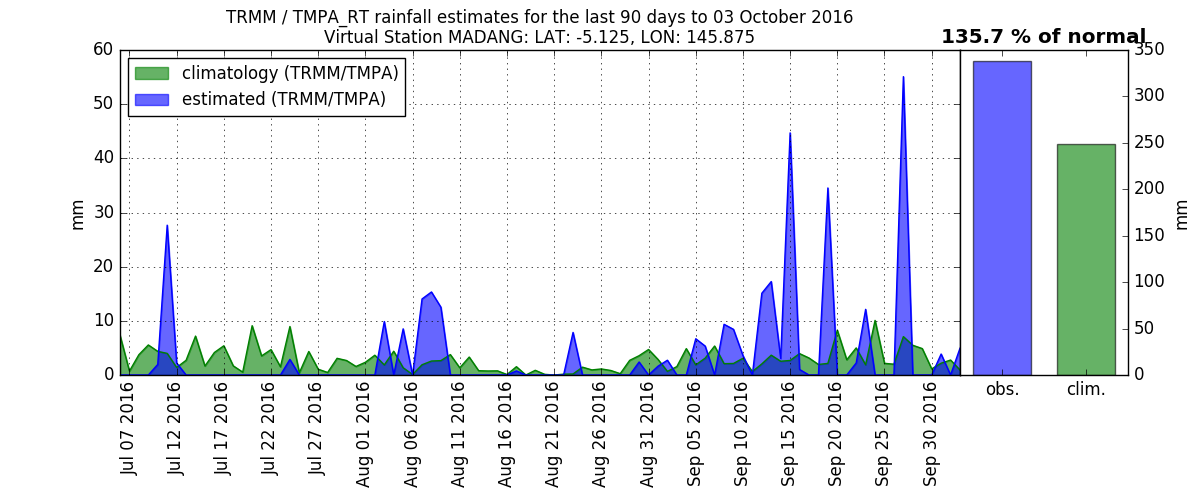 TRMM / TMPA_RT rainfall estimates for the last 90 days to 03 October 2016
Virtual Station MADANG: LAT: -5.125, LON: 145.875
135.7 % of normal
climatology (TRMM/TMPA)
estimated (TRMM/TMPA)
60
50
40
30
20
10
0
mm
350
300
250
200
150
100
50
0
mm
Jul 07 2016
Jul 12 2016
Jul 17 2016
Jul 22 2016
Jul 27 2016
Aug 01 2016
Aug 06 2016
Aug 11 2016
Aug 16 2016
Aug 21 2016
Aug 26 2016
Aug 31 2016
Sep 05 2016
Sep 10 2016
Sep 15 2016
Sep 20 2016
Sep 25 2016
Sep 30 2016
obs.
clim.